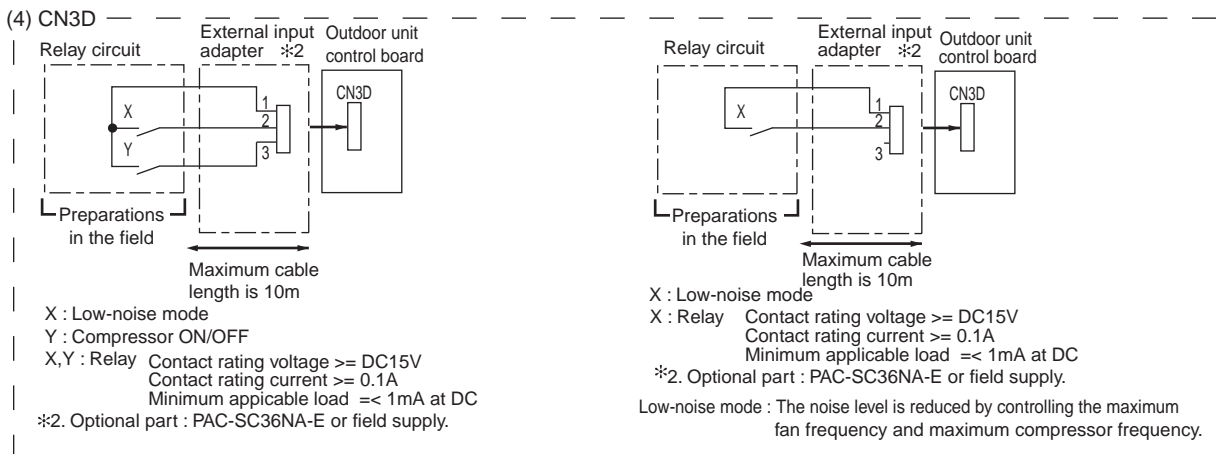 (4) CN3D
Relay circuit
External input
adapter ✻2
Outdoor unit
control board
CN3D
X
Y
1
2
3
Preparations
in the field
Maximum cable
length is 10m
X : Low-noise mode
Y : Compressor ON/OFF
X,Y : Relay Contact rating voltage >= DC15V
Contact rating current >= 0.1A
Minimum appicable load =< 1mA at DC
✻2. Optional part : PAC-SC36NA-E or field supply.
Relay circuit
External input
adapter ✻2
Outdoor unit
control board
CN3D
X
1
2
3
Preparations
in the field
Maximum cable
length is 10m
X : Low-noise mode
X : Relay Contact rating voltage >= DC15V
Contact rating current >= 0.1A
Minimum applicable load =< 1mA at DC
✻2. Optional part : PAC-SC36NA-E or field supply.
Low-noise mode : The noise level is reduced by controlling the maximum
fan frequency and maximum compressor frequency.